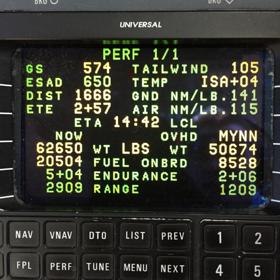 UNIVERSAL
PERF 1/1
GS 574 TAILWIND 105
ESAD 650 TEMP ISA+04
DIST 1666 GND NM/LB.141
ETE 2+57 AIR NM/LB.115
ETA 14:42 LCL
NOW OVHD MYNN
62650 WT LBS WT 50674
20504 FUEL ONBRD 8528
5+04 ENDURANCE 2+06
2909 RANGE 1209
NAV VNAV DTO LIST PREV 1 2
FPL PERF TUNE MENU NEXT 4 5